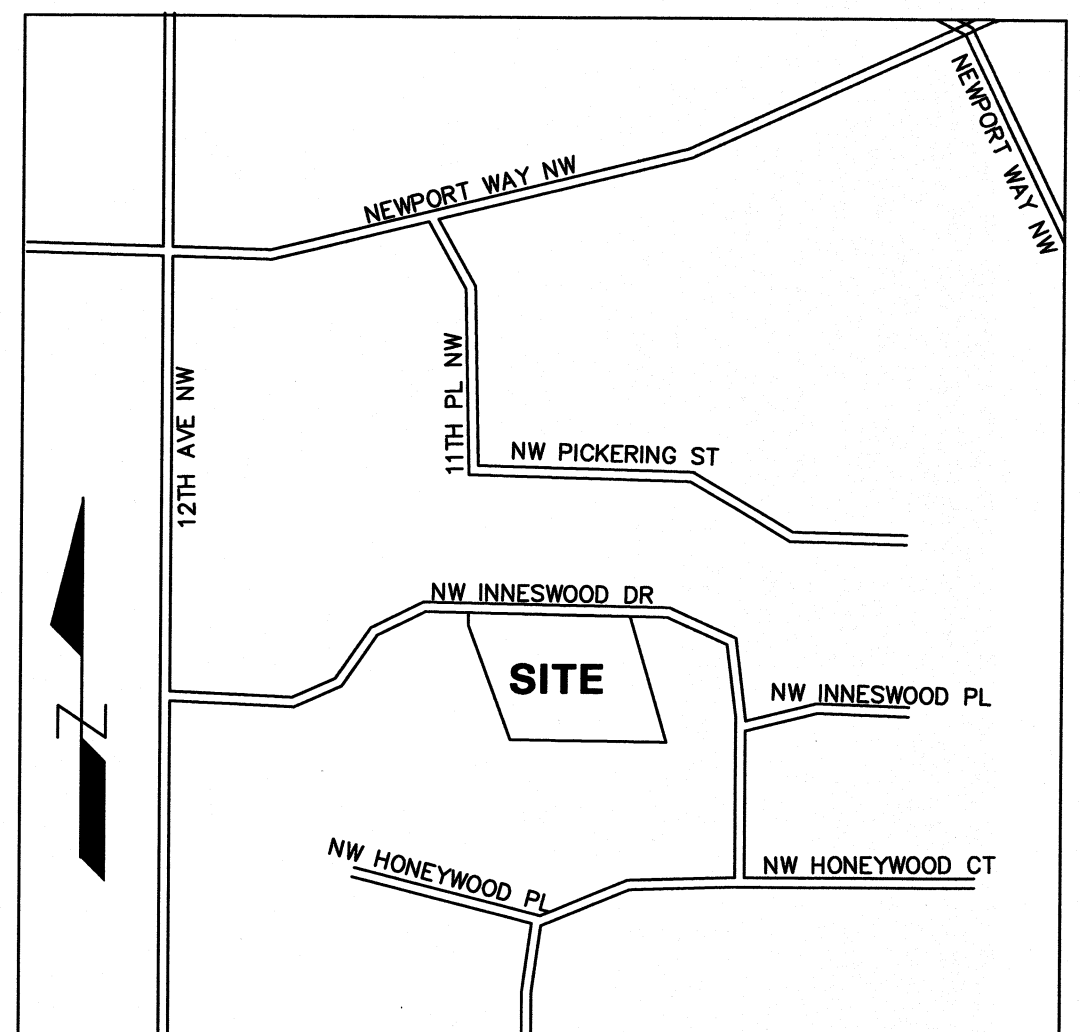 NEWPORT WAY NW
NEWPORT WAY NW
11TH PL NW
12TH AVE NW
NW PICKERING ST
NW INNESWOOD DR
SITE
NW INNESWOOD PL
N
NW HONEYWOOD PL
NW HONEYWOOD CT